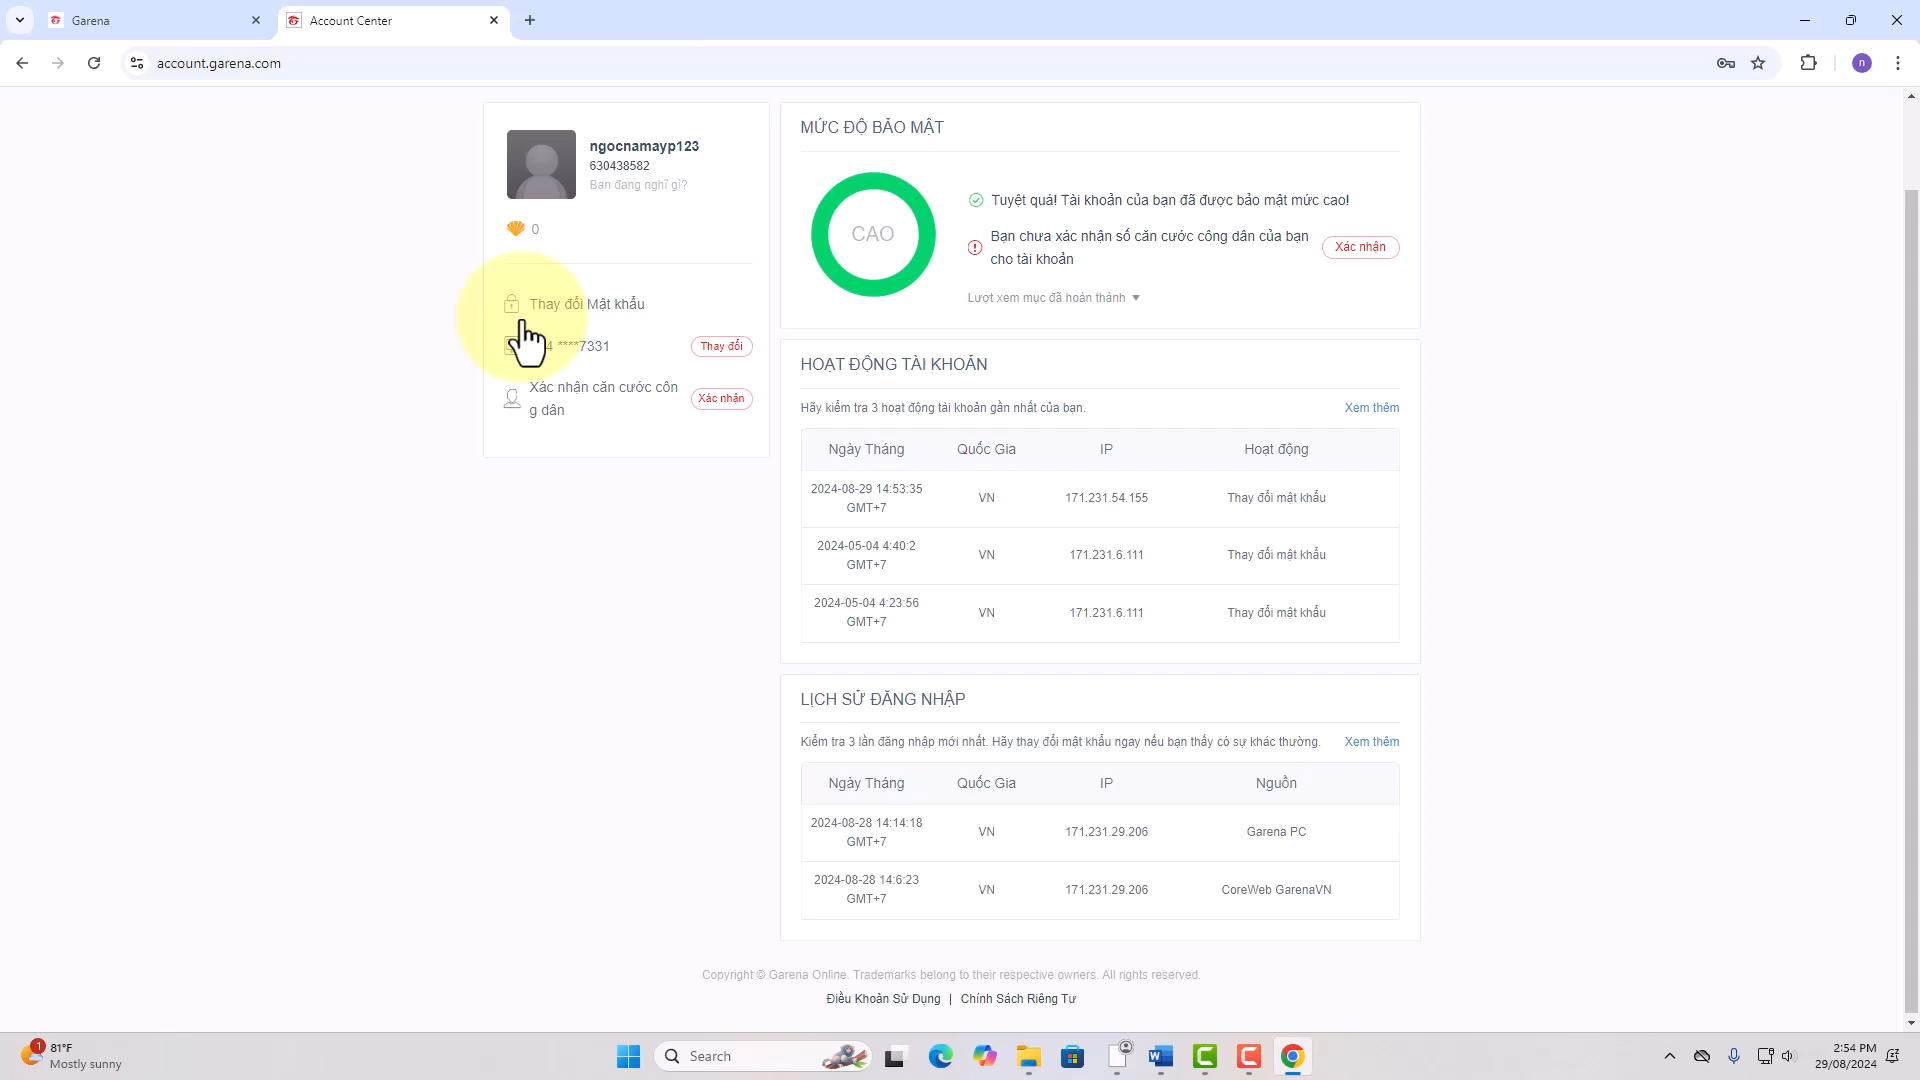 Garena
Account Center
account.garena.com
n
ngocnamayp123
630438582
Bạn đang nghĩ gì?
0
Thay đổi Mật khẩu
4 ****7331
Thay đổi
Xác nhận căn cước côn
g dân
Xác nhận
MỨC ĐỘ BẢO MẬT
CAO
Tuyệt quá! Tài khoản của bạn đã được bảo mật mức cao!
Bạn chưa xác nhận số căn cước công dân của bạn
cho tài khoản
Xác nhận
Lượt xem mục đã hoàn thành
HOẠT ĐỘNG TÀI KHOẢN
Hãy kiểm tra 3 hoạt động tài khoản gần nhất của bạn.
Xem thêm
Ngày Tháng Quốc Gia IP Hoạt động
2024-08-29 14:53:35
GMT+7
VN 171.231.54.155 Thay đổi mật khẩu
2024-05-04 4:40:2
GMT+7
VN 171.231.6.111 Thay đổi mật khẩu
2024-05-04 4:23:56
GMT+7
VN 171.231.6.111 Thay đổi mật khẩu
LỊCH SỬ ĐĂNG NHẬP
Kiểm tra 3 lần đăng nhập mới nhất. Hãy thay đổi mật khẩu ngay nếu bạn thấy có sự khác thường.
Xem thêm
Ngày Tháng Quốc Gia IP Nguồn
2024-08-28 14:14:18
GMT+7
VN 171.231.29.206 Garena PC
2024-08-28 14:6:23
GMT+7
VN 171.231.29.206 CoreWeb GarenaVN
Copyright © Garena Online. Trademarks belong to their respective owners. All rights reserved.
Điều Khoản Sử Dụng | Chính Sách Riêng Tư
1
81°F
Mostly sunny
Search
2:54 PM
29/08/2024